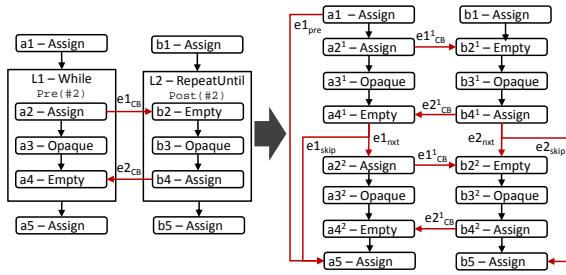 a1 – Assign
L1 – While
Pre(#2)
a2 – Assign
a3 – Opaque
a4 – Empty
a5 – Assign
e1CB
e2CB
b1 – Assign
L2 – RepeatUntil
Post(#2)
b2 – Empty
b3 – Opaque
b4 – Assign
b5 – Assign
e1pre
a1 – Assign
a2¹ – Assign
a3¹ – Opaque
a4¹ – Empty
e1skip
e1nxt
a2² – Assign
a3² – Opaque
a4² – Empty
a5 – Assign
e1¹CB
e2¹CB
e1¹CB
e2¹CB
b1 – Assign
b2¹ – Empty
b3¹ – Opaque
b4¹ – Assign
e2nxt
e2skip
b2² – Empty
b3² – Opaque
b4² – Assign
b5 – Assign